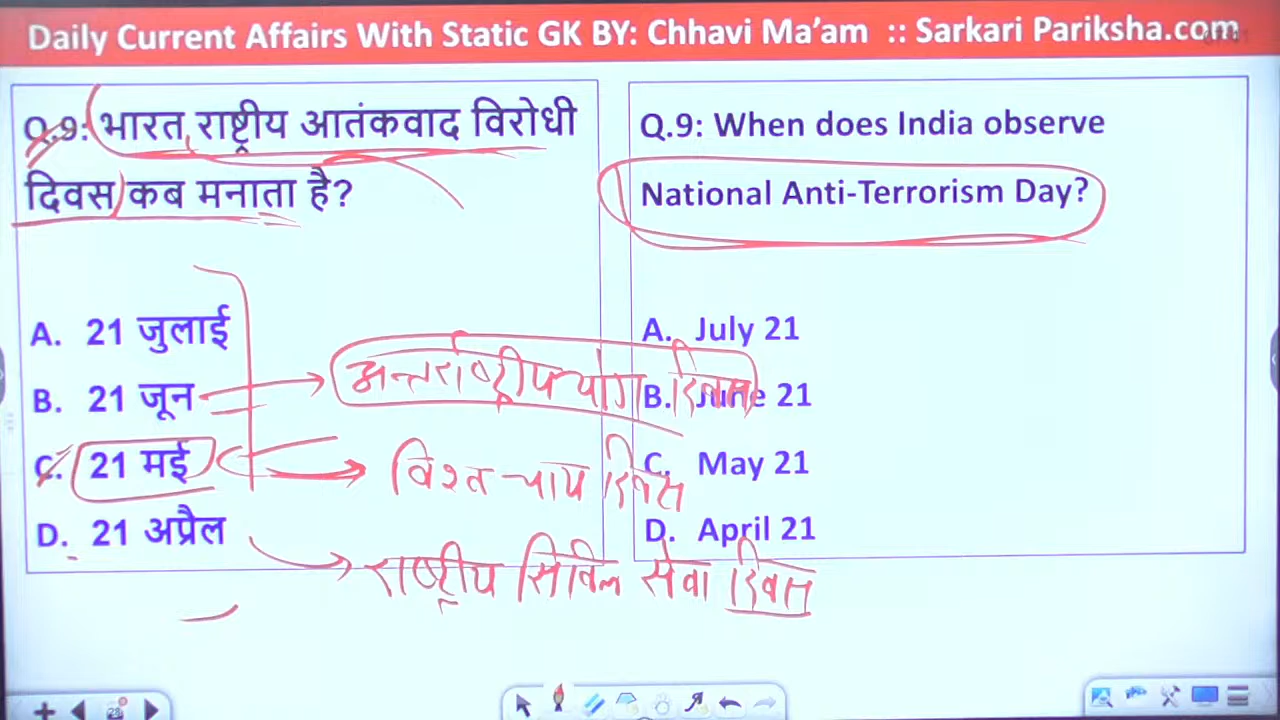 Daily Current Affairs With Static GK BY: Chhavi Ma’am :: Sarkari Pariksha.com
Q.9: भारत राष्ट्रीय आतंकवाद विरोधी
दिवस कब मनाता है?
A. 21 जुलाई
B. 21 जून
C. 21 मई
D. 21 अप्रैल
Q.9: When does India observe
National Anti-Terrorism Day?
A. July 21
B. June 21
C. May 21
D. April 21
अन्तर्राष्ट्रीय योग दिवस
विश्व चाय दिवस
राष्ट्रीय सिविल सेवा दिवस
28